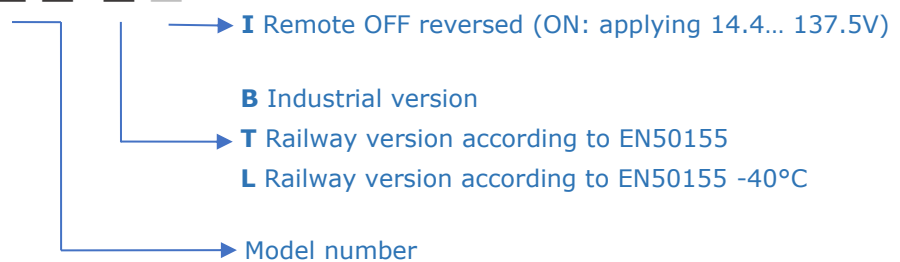 I Remote OFF reversed (ON: applying 14.4… 137.5V)
B Industrial version
T Railway version according to EN50155
L Railway version according to EN50155 -40°C
Model number